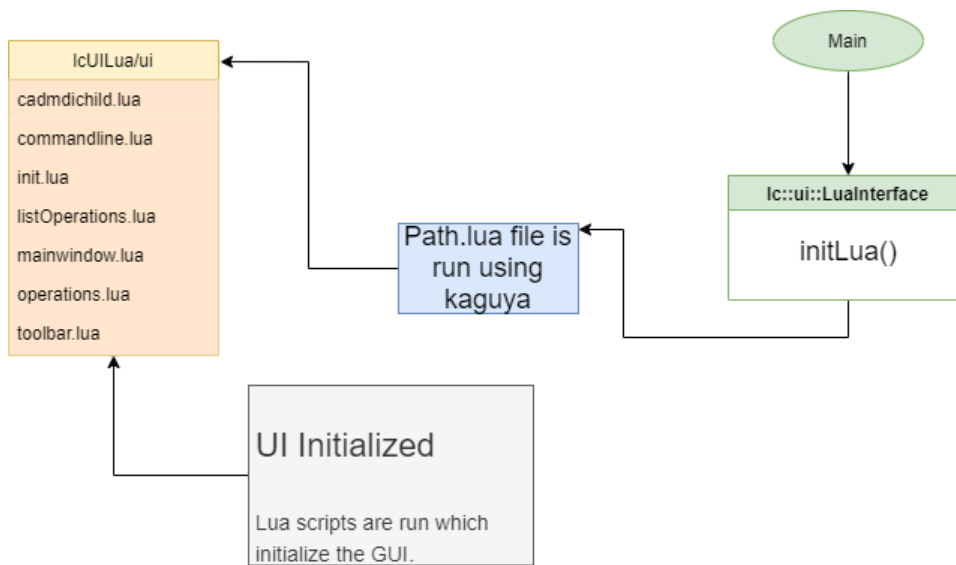 Main
lc::ui::LuaInterface
initLua()
Path.lua file is
run using
kaguya
lcUILua/ui
cadmdichild.lua
commandline.lua
init.lua
listOperations.lua
mainwindow.lua
operations.lua
toolbar.lua
UI Initialized
Lua scripts are run which
initialize the GUI.